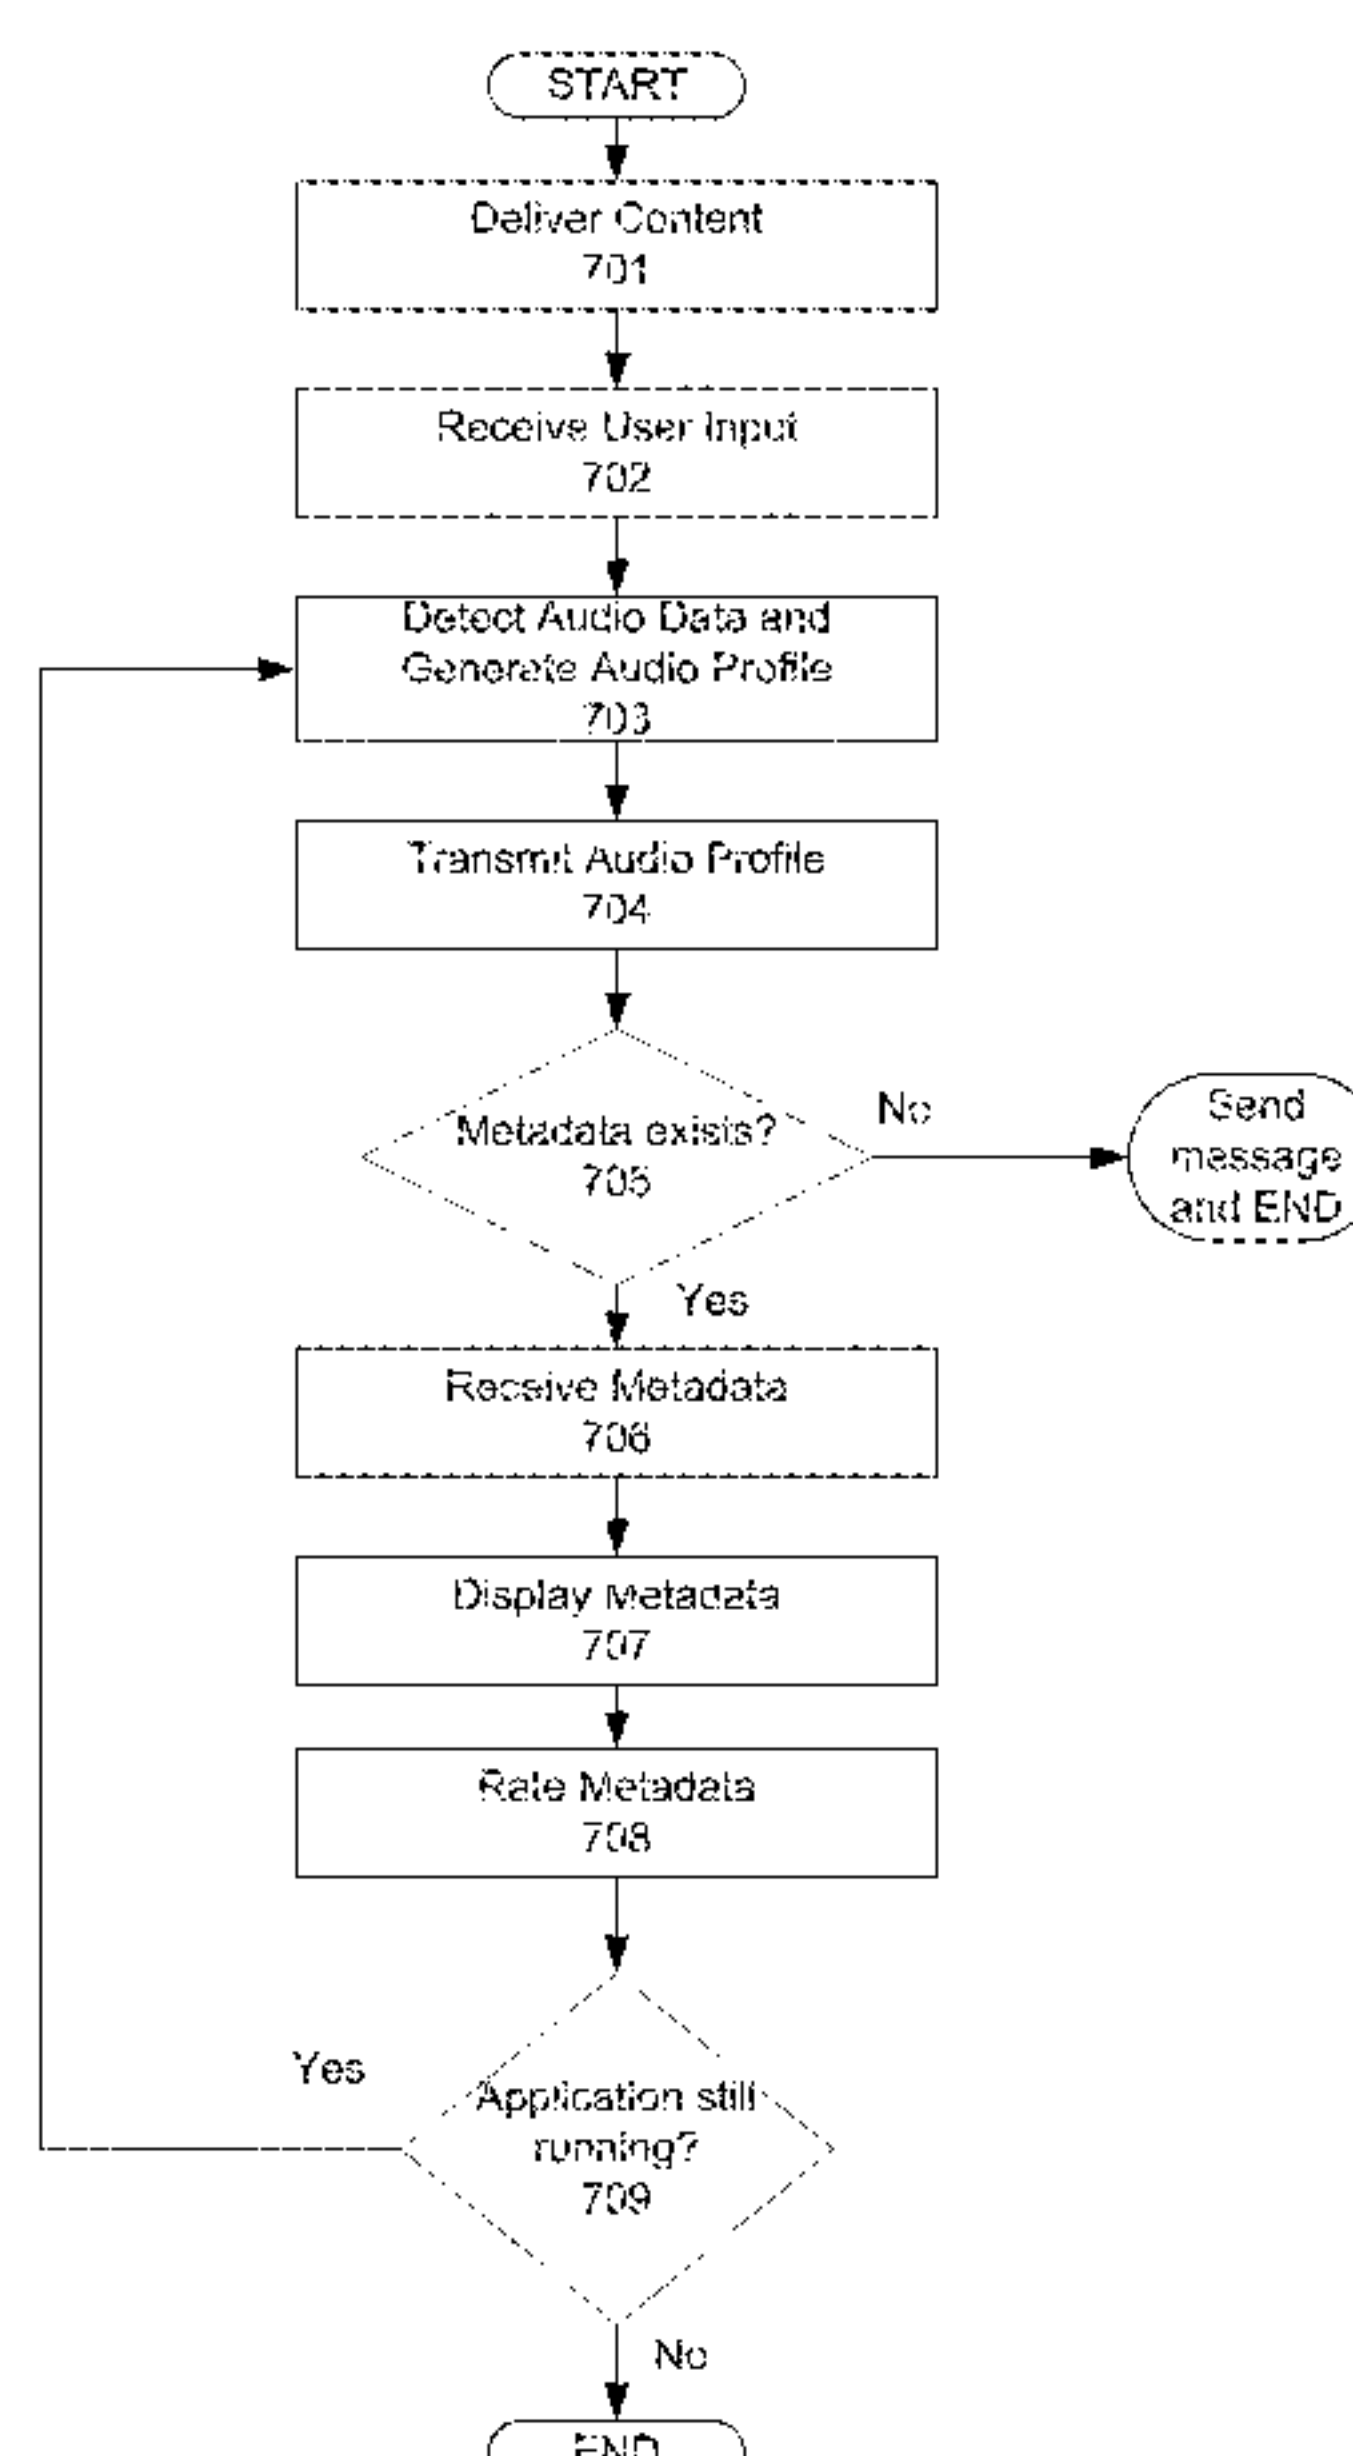 START
Deliver Content
701
Receive User Input
702
Detect Audio Data and
Generate Audio Profile
703
Transmit Audio Profile
704
Metadata exists?
705
No
Send
message
and END
Yes
Receive Metadata
706
Display Metadata
707
Rate Metadata
708
Yes
Application still
running?
709
No
END